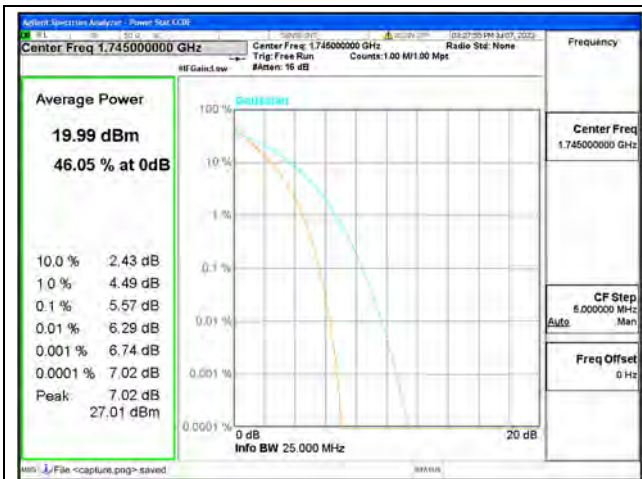 Agilent Spectrum Analyzer - Power Stat CCDF
Center Freq 1.745000000 GHz
Center Freq: 1.745000000 GHz
Radio Std: None
Trig: Free Run
Counts:1.00 M/1.00 Mpt
#IFGain:Low
#Atten: 16 dB
Frequency
Average Power
19.99 dBm
46.05 % at 0dB
10.0 % 2.43 dB
1.0 % 4.49 dB
0.1 % 5.57 dB
0.01 % 6.29 dB
0.001 % 6.74 dB
0.0001 % 7.02 dB
Peak 7.02 dB
27.01 dBm
Gaussian
100 %
10 %
1 %
0.1 %
0.01 %
0.001 %
0.0001 %
0 dB
20 dB
Info BW 25.000 MHz
Center Freq
1.745000000 GHz
CF Step
5.000000 MHz
Auto Man
Freq Offset
0 Hz
MSG File <capture.png> saved
STATUS